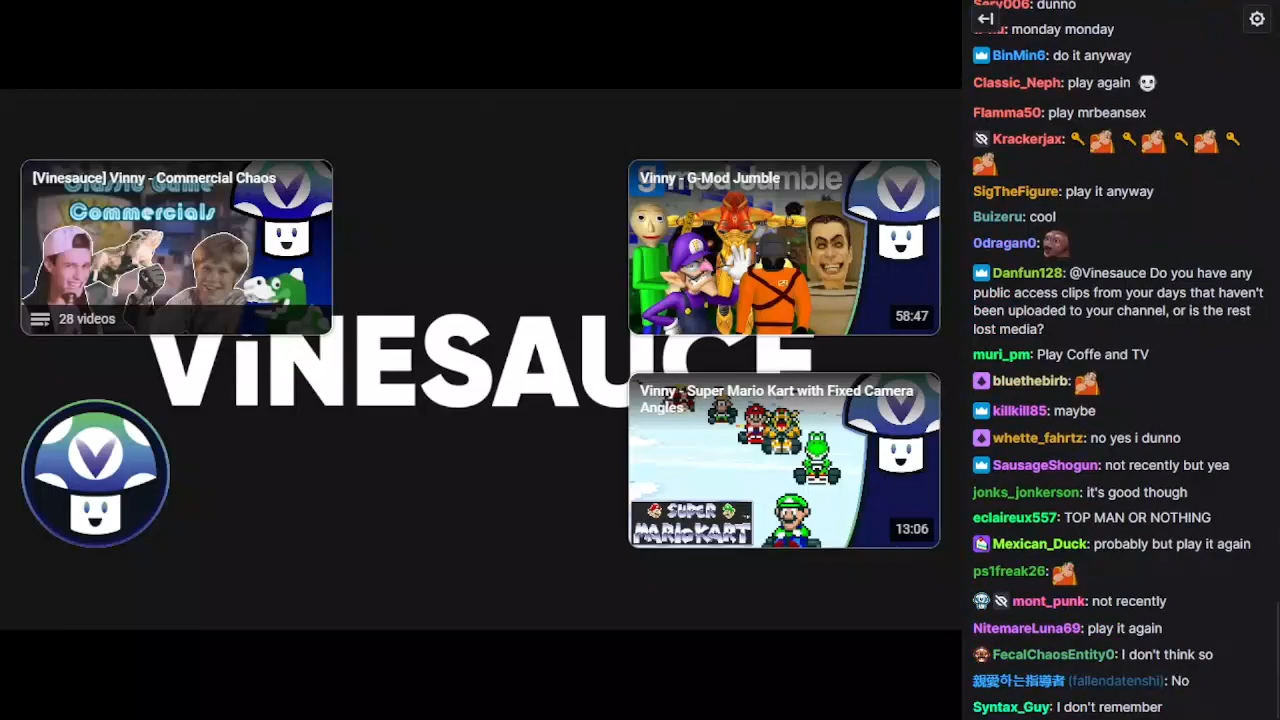 [Vinesauce] Vinny - Commercial Chaos
Classic Game
Commercials
28 videos
Vinny - G-Mod Jumble
g-mod Jumble
58:47
ViNESAUCE
Vinny - Super Mario Kart with Fixed Camera
Angles
SUPER
MARIO KART
13:06
Sery006: dunno
monday monday
BinMin6: do it anyway
Classic_Neph: play again
Flamma50: play mrbeansex
Krackerjax:
SigTheFigure: play it anyway
Buizeru: cool
0dragan0:
Danfun128: @Vinesauce Do you have any
public access clips from your days that haven't
been uploaded to your channel, or is the rest
lost media?
muri_pm: Play Coffe and TV
bluethebirb:
killkill85: maybe
whette_fahrtz: no yes i dunno
SausageShogun: not recently but yea
jonks_jonkerson: it's good though
eclaireux557: TOP MAN OR NOTHING
Mexican_Duck: probably but play it again
ps1freak26:
mont_punk: not recently
NitemareLuna69: play it again
FecalChaosEntity0: I don't think so
親愛하는指導者 (fallendatenshi): No
Syntax_Guy: I don't remember